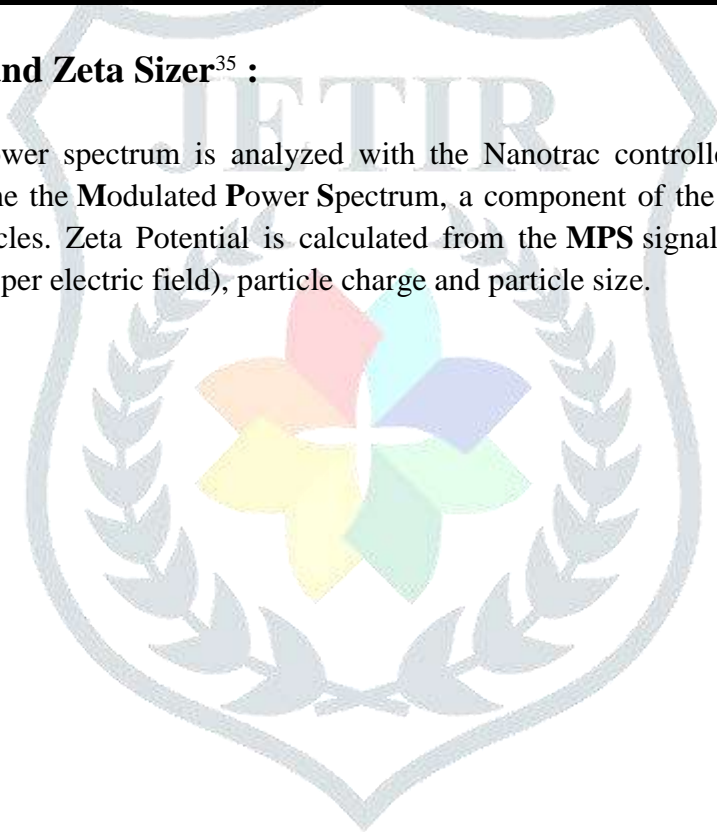 JETIR
and Zeta Sizer35 :
ower spectrum is analyzed with the Nanotrac controlle
ne the Modulated Power Spectrum, a component of the
cles. Zeta Potential is calculated from the MPS signal
per electric field), particle charge and particle size.